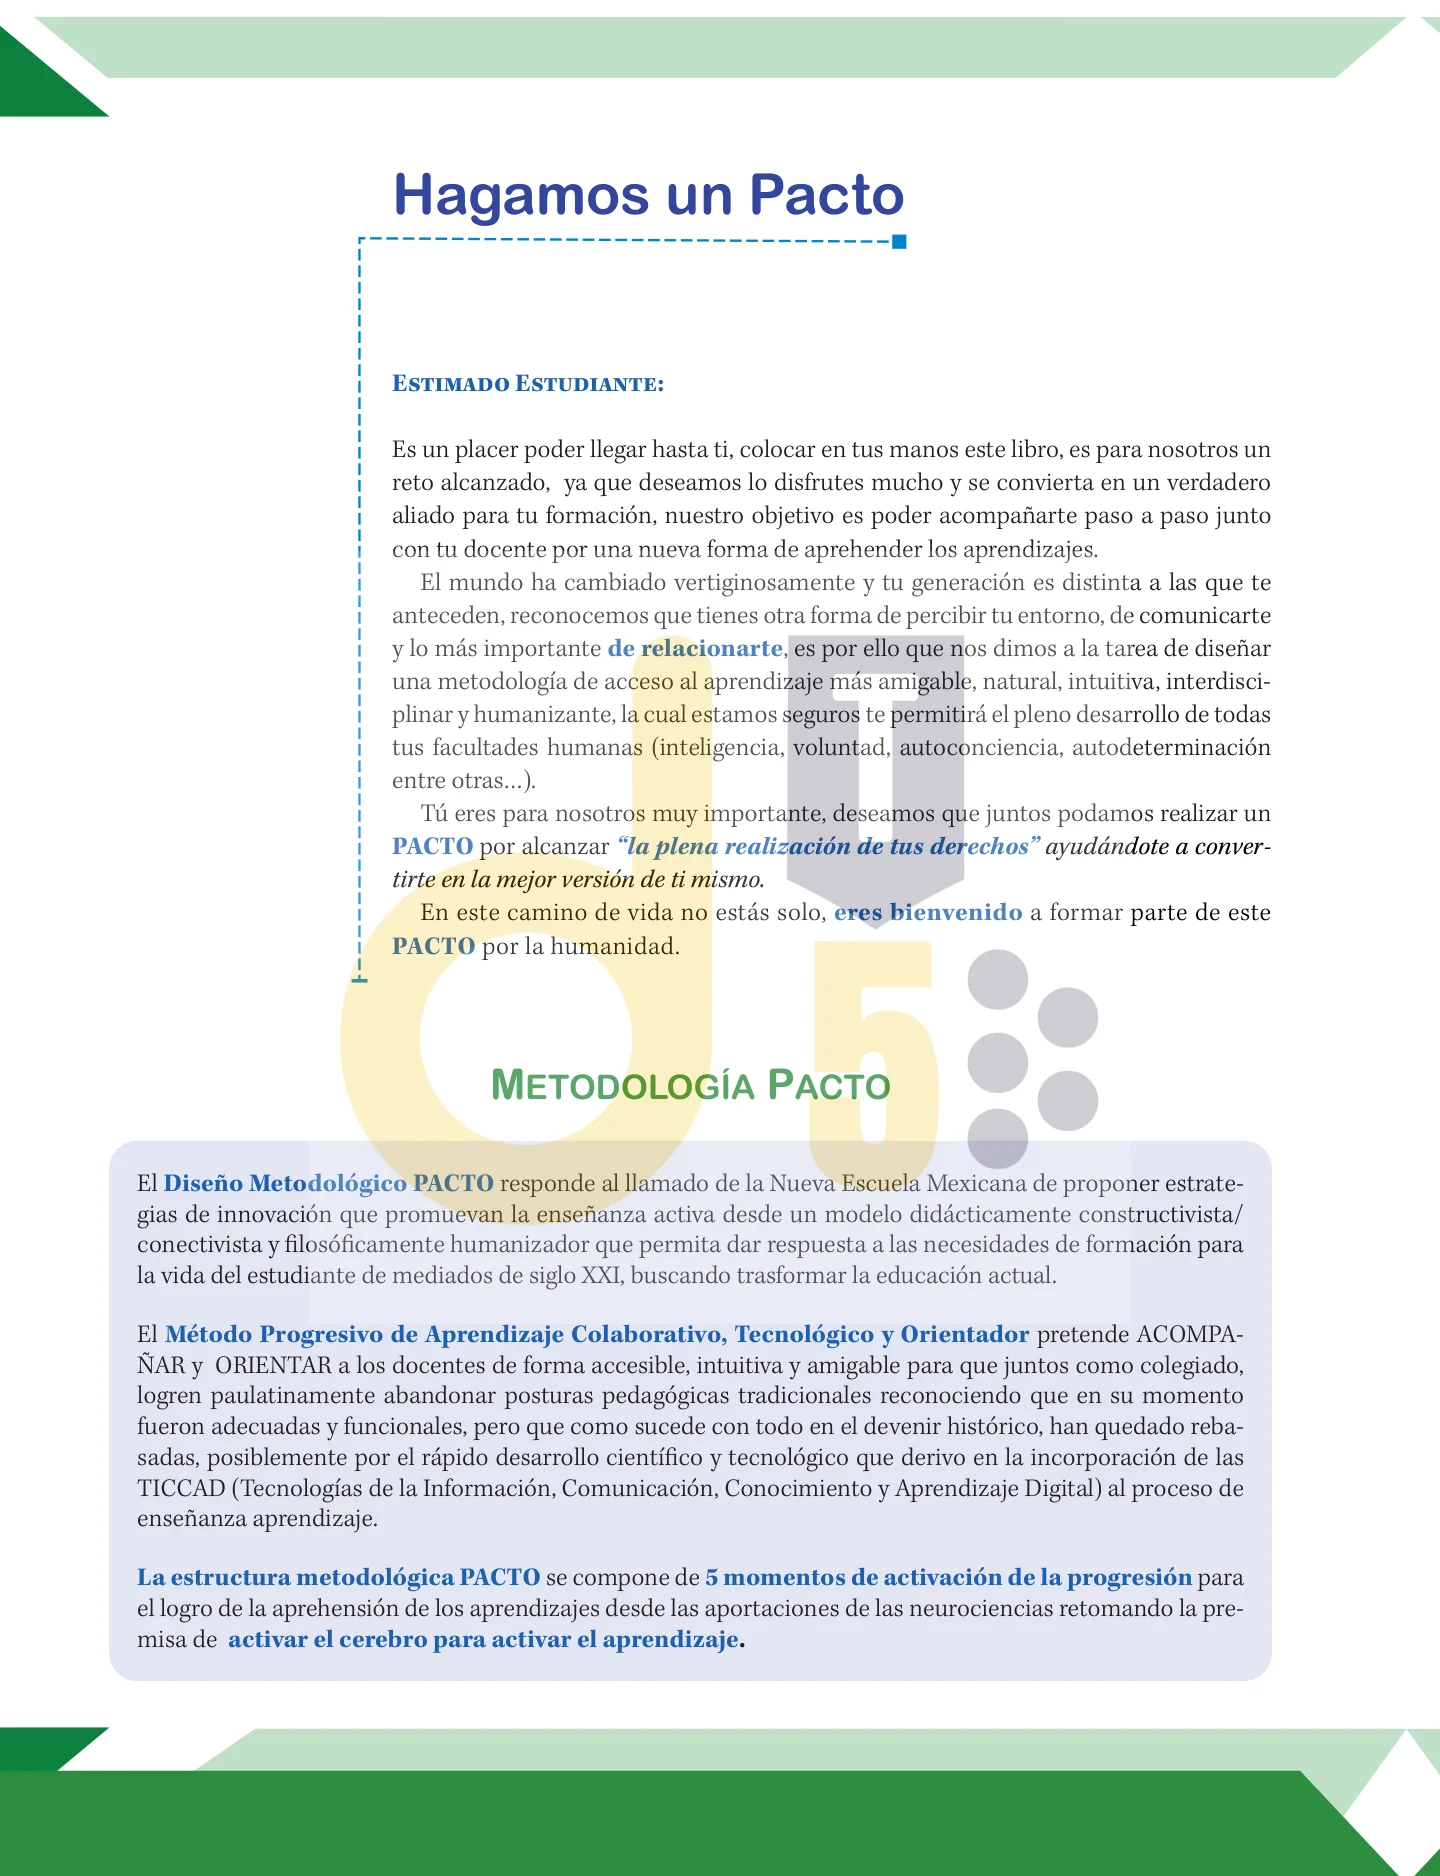 Hagamos un Pacto
Estimado Estudiante:
Es un placer poder llegar hasta ti, colocar en tus manos este libro, es para nosotros un
reto alcanzado,  ya que deseamos lo disfrutes mucho y se convierta en un verdadero
aliado para tu formación, nuestro objetivo es poder acompañarte paso a paso junto
con tu docente por una nueva forma de aprehender los aprendizajes.
El mundo ha cambiado vertiginosamente y tu generación es distinta a las que te
anteceden, reconocemos que tienes otra forma de percibir tu entorno, de comunicarte
y lo más importante de relacionarte, es por ello que nos dimos a la tarea de diseñar
una metodología de acceso al aprendizaje más amigable, natural, intuitiva, interdisci-
plinar y humanizante, la cual estamos seguros te permitirá el pleno desarrollo de todas
tus facultades humanas (inteligencia, voluntad, autoconciencia, autodeterminación
entre otras...).
Tú eres para nosotros muy importante, deseamos que juntos podamos realizar un
PACTO por alcanzar “la plena realización de tus derechos” ayudándote a conver-
tirte en la mejor versión de ti mismo.
En este camino de vida no estás solo, eres bienvenido a formar parte de este
PACTO por la humanidad.
d T 5
Metodología Pacto
El Diseño Metodológico PACTO responde al llamado de la Nueva Escuela Mexicana de proponer estrate-
gias de innovación que promuevan la enseñanza activa desde un modelo didácticamente constructivista/
conectivista y filosóficamente humanizador que permita dar respuesta a las necesidades de formación para
la vida del estudiante de mediados de siglo XXI, buscando trasformar la educación actual.
El Método Progresivo de Aprendizaje Colaborativo, Tecnológico y Orientador pretende ACOMPA-
ÑAR y  ORIENTAR a los docentes de forma accesible, intuitiva y amigable para que juntos como colegiado,
logren paulatinamente abandonar posturas pedagógicas tradicionales reconociendo que en su momento
fueron adecuadas y funcionales, pero que como sucede con todo en el devenir histórico, han quedado reba-
sadas, posiblemente por el rápido desarrollo científico y tecnológico que derivo en la incorporación de las
TICCAD (Tecnologías de la Información, Comunicación, Conocimiento y Aprendizaje Digital) al proceso de
enseñanza aprendizaje.
La estructura metodológica PACTO se compone de 5 momentos de activación de la progresión para
el logro de la aprehensión de los aprendizajes desde las aportaciones de las neurociencias retomando la pre-
misa de  activar el cerebro para activar el aprendizaje.